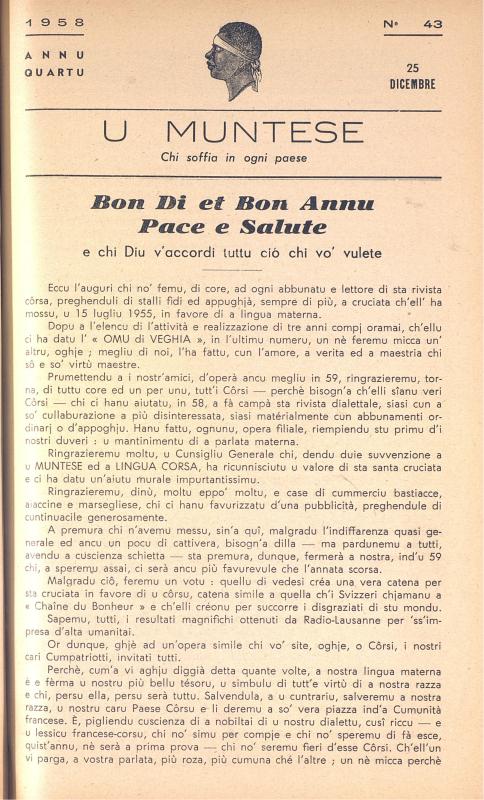 1958
Nº 43
ANNU
QUARTU
25
DICEMBRE
U MUNTESE
Chi soffia in ogni paese
Bon Di et Bon Annu
Pace e Salute
e chi Diu v'accordi tuttu ciò chi vo' vulete
Eccu l'auguri chi no' femu, di core, ad ogni abbunatu e lettore di sta rivista
côrsa, preghenduli di stalli fidi ed appughjà, sempre di più, a cruciata ch'ell' ha
mossu, u 15 lugliu 1955, in favore di a lingua materna.
Dopu a l'elencu di l'attività e realizzazione di tre anni compj oramai, ch'ellu
ci ha datu l' « OMU di VEGHIA », in l'ultimu numeru, un nè feremu micca un'
altru, oghje ; megliu di noi, l'ha fattu, cun l'amore, a verita ed a maestria chi
sô e so' virtù maestre.
Prumettendu a i nostr'amici, d'operà ancu megliu in 59, ringrazieremu, tor-
na, di tuttu core ed un per unu, tutt'i Côrsi — perchè bisogn'a ch'elli sîanu veri
Côrsi — chi ci hanu aiutatu, in 58, a fà campà sta rivista dialettale, siasi cun a
so' cullaburazione a più disinteressata, siasi matérialmente cun abbunamenti or-
dinarj o d'appoghju. Hanu fattu, ognunu, opera filiale, riempiendu stu primu d'i
nostri duveri : u mantinimentu di a parlata materna.
Ringrazieremu moltu, u Cunsigliu Generale chi, dendu duie suvvenzione a
u MUNTESE ed a LINGUA CORSA, ha ricunnisciutu u valore di sta santa cruciata
e ci ha datu un'aiutu murale impurtantissimu.
Ringrazieremu, dinù, moltu eppo' moltu, e case di cummerciu bastiacce,
aiaccine e marsegliese, chi ci hanu favurizzatu d'una pubblicità, preghendule di
cuntinuacile generosamente.
A premura chi n'avemu messu, sin'a quî, malgradu l'indiffarenza quasi ge-
nerale ed ancu un pocu di cattivera, bisogn'a dilla — ma pardunemu a tutti,
avendu a cuscienza schietta — sta premura, dunque, fermerà a nostra, ind'u 59
chi, a speremu assai, ci serà ancu più favurevule che l'annata scorsa.
Malgradu ciô, feremu un votu : quellu di vedesi crèa una vera catena per
sta cruciata in favore di u côrsu, catena simile a quella ch'i Svizzeri chjamanu a
« Chaîne du Bonheur » e ch'elli crèonu per succorre i disgraziati di stu mondu.
Sapemu, tutti, i resultati magnifichi ottenuti da Radio-Lausanne per 'ss'im-
presa d'alta umanitai.
Or dunque, ghjè ad un'opera simile chi vo' site, oghje, o Côrsi, i nostri
cari Cumpatriotti, invitati tutti.
Perchè, cum'a vi aghju diggià detta quante volte, a nostra lingua materna
è e fèrma u nostru più bellu tésoru, u simbulu di tutt'e virtù di a nostra razza
e chi, persu ella, persu serà tuttu. Salvendula, a u cuntrariu, salveremu a nostra
razza, u nostru caru Paese Côrsu e li deremu a so' vera piazza ind'a Cumunità
francese. È, pigliendu cuscienza di a nobiltai di u nostru dialettu, cusì riccu — e
u lessicu francese-corsu, chi no' simu per compje e chi no' speremu di fà esce,
quist'annu, nè serà a prima prova — chi no' seremu fieri d'esse Côrsi. Ch'ell'un
vi parga, a vostra parlata, più roza, più cumuna ché l'altre ; un nè micca perchè